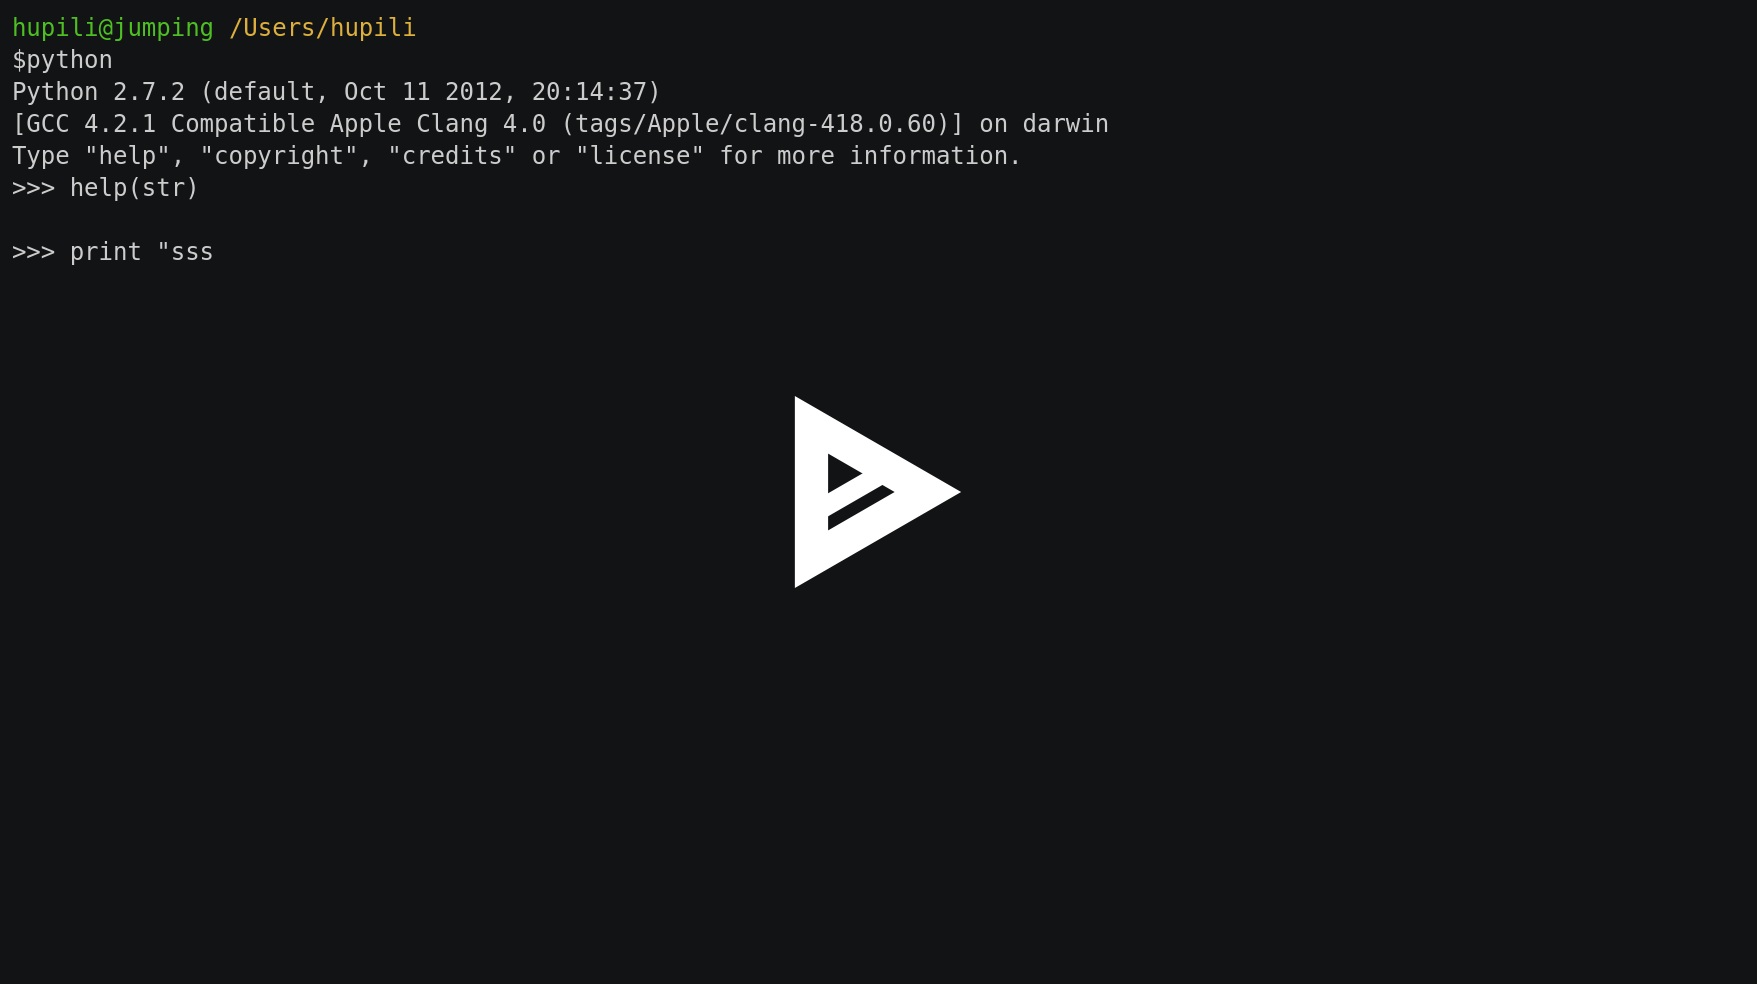 hupili@jumping /Users/hupili
$python
Python 2.7.2 (default, Oct 11 2012, 20:14:37)
[GCC 4.2.1 Compatible Apple Clang 4.0 (tags/Apple/clang-418.0.60)] on darwin
Type "help", "copyright", "credits" or "license" for more information.
>>> help(str)
>>> print "sss